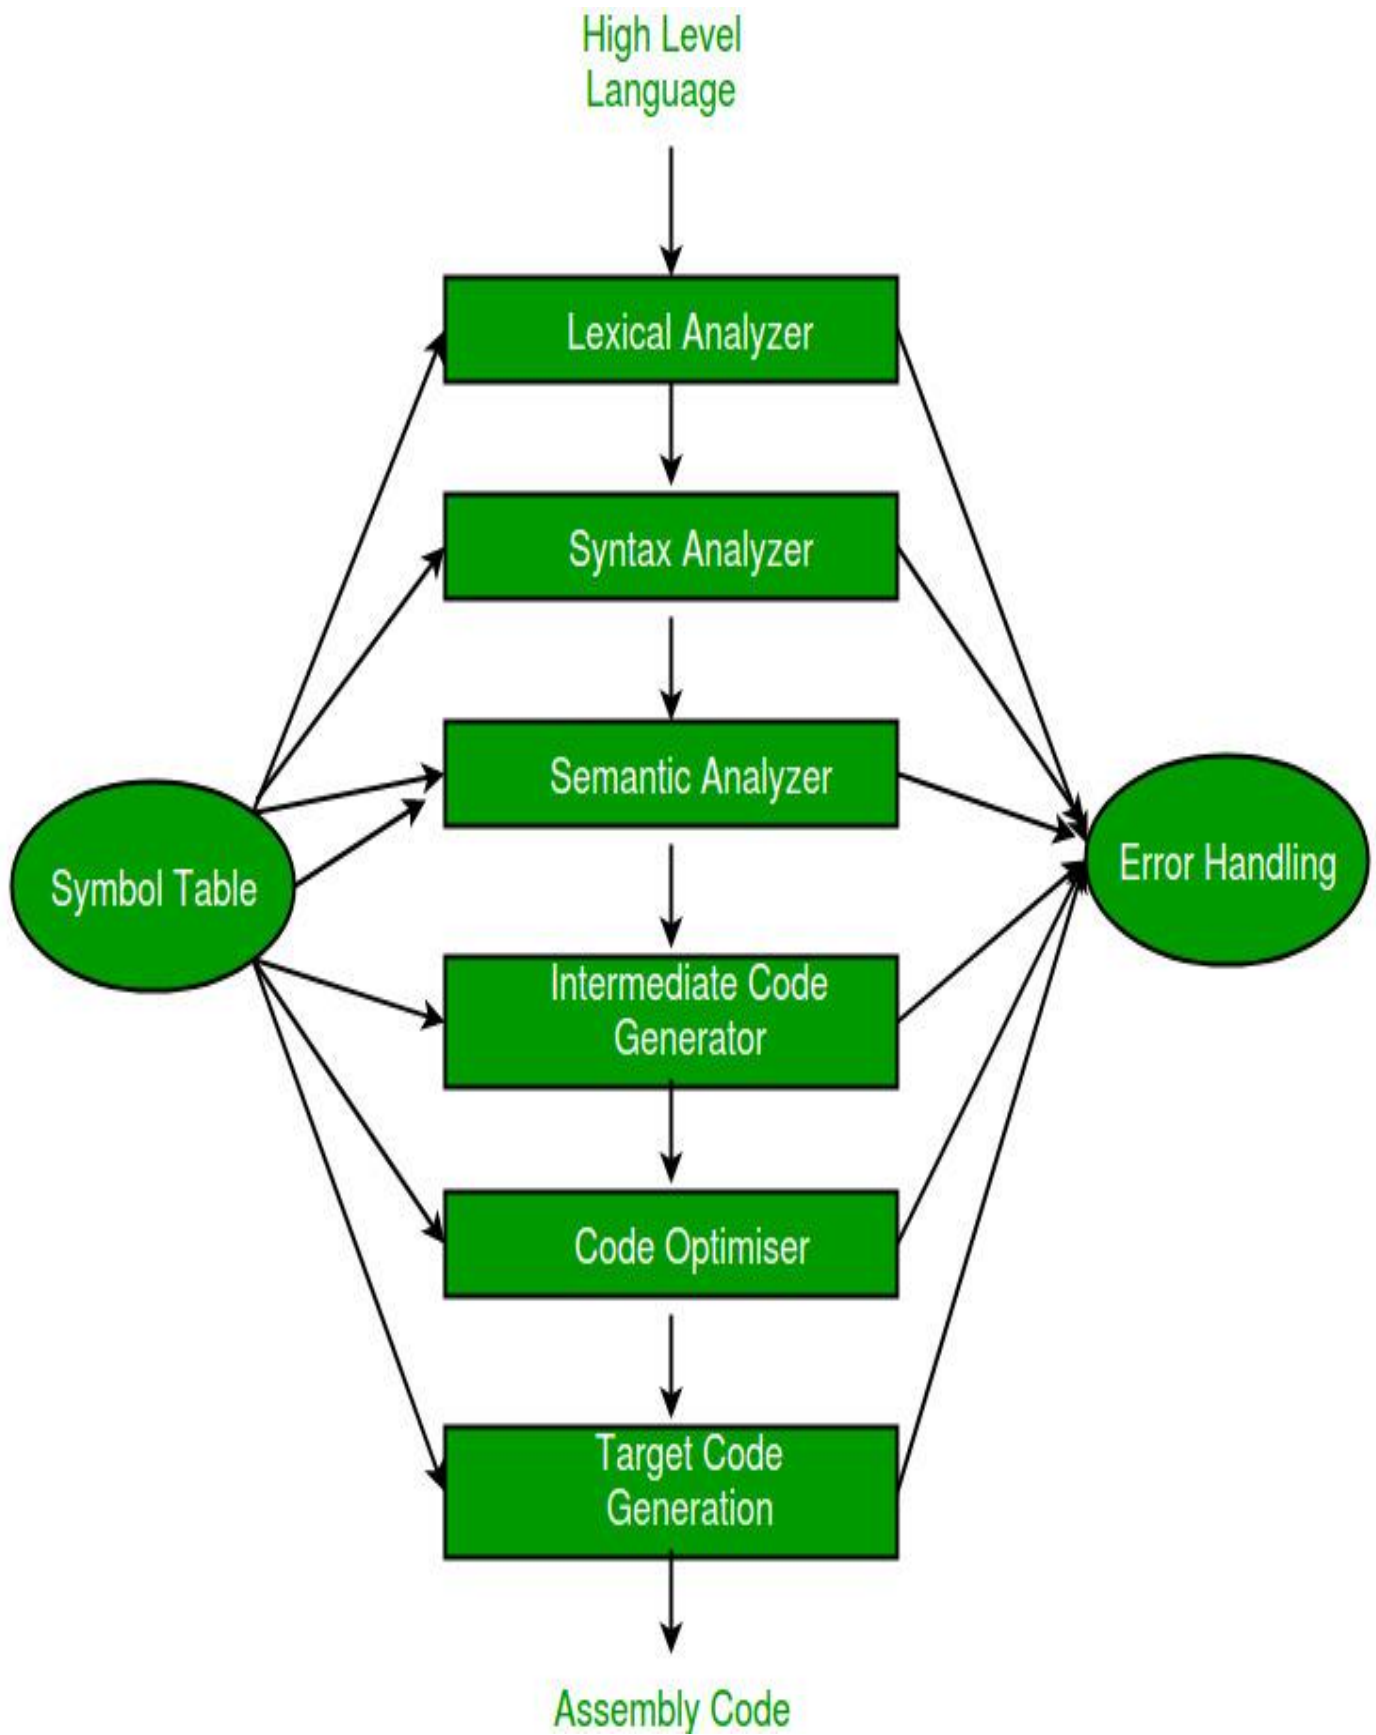 High Level
Language
Lexical Analyzer
Syntax Analyzer
Semantic Analyzer
Symbol Table
Error Handling
Intermediate Code
Generator
Code Optimiser
Target Code
Generation
Assembly Code